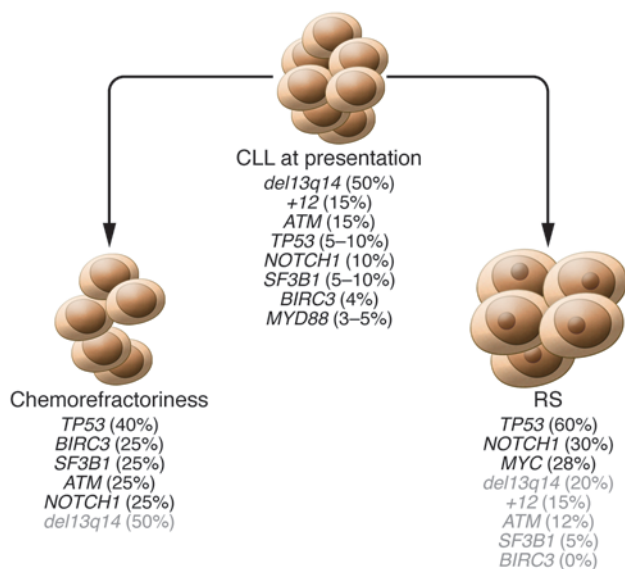 CLL at presentation
del13q14 (50%)
+12 (15%)
ATM (15%)
TP53 (5–10%)
NOTCH1 (10%)
SF3B1 (5–10%)
BIRC3 (4%)
MYD88 (3–5%)
Chemorefractoriness
TP53 (40%)
BIRC3 (25%)
SF3B1 (25%)
ATM (25%)
NOTCH1 (25%)
del13q14 (50%)
RS
TP53 (60%)
NOTCH1 (30%)
MYC (28%)
del13q14 (20%)
+12 (15%)
ATM (12%)
SF3B1 (5%)
BIRC3 (0%)